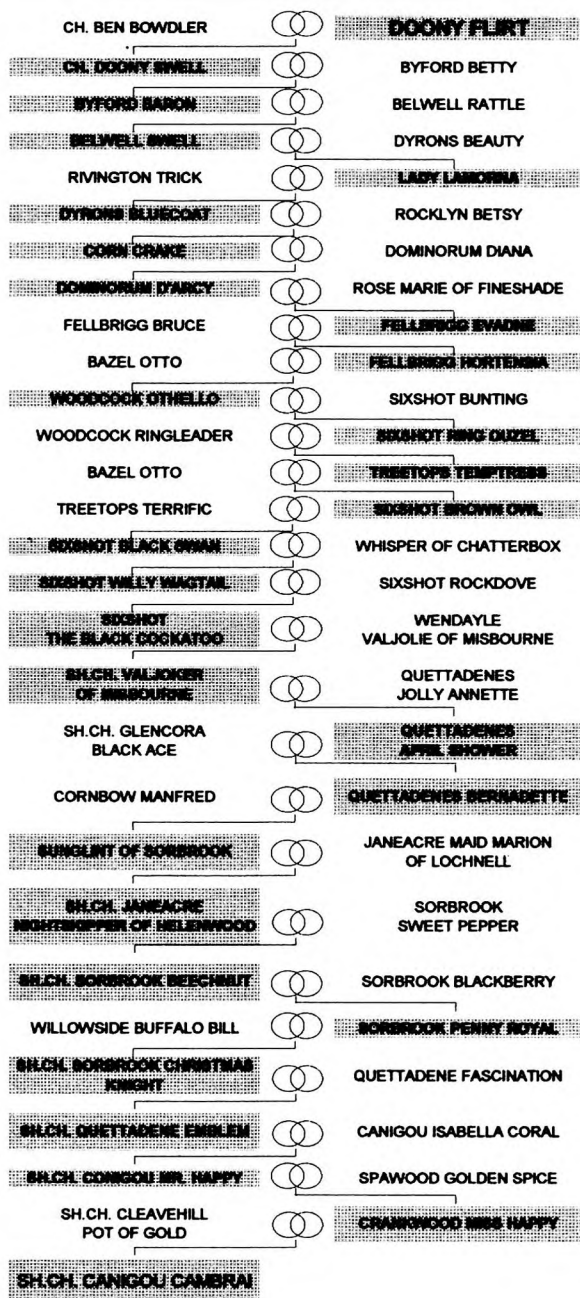 CH. BEN BOWDLER
DOONY FLIRT
CH. DOONY SWELL
BYFORD BETTY
BYFORD BARON
BELWELL RATTLE
BELWELL SWELL
DYRONS BEAUTY
RIVINGTON TRICK
LADY LAMORNA
DYRONS BLUECOAT
ROCKLYN BETSY
CORN CRAKE
DOMINORUM DIANA
DOMINORUM D'ARCY
ROSE MARIE OF FINESHADE
FELLBRIGG BRUCE
FELLBRIGG EVADNE
BAZEL OTTO
FELLBRIGG HORTENSIA
WOODCOCK OTHELLO
SIXSHOT BUNTING
WOODCOCK RINGLEADER
SIXSHOT RING OUZEL
BAZEL OTTO
TREETOPS TEMPTRESS
TREETOPS TERRIFIC
SIXSHOT BROWN OWL
SIXSHOT BLACK SWAN
WHISPER OF CHATTERBOX
SIXSHOT WILLY WAGTAIL
SIXSHOT ROCKDOVE
SIXSHOT
THE BLACK COCKATOO
WENDAYLE
VALJOLIE OF MISBOURNE
SH.CH. VALJOKER
OF MISBOURNE
QUETTADENES
JOLLY ANNETTE
SH.CH. GLENCORA
BLACK ACE
QUETTADENES
APRIL SHOWER
CORNBOW MANFRED
QUETTADENES BERNADETTE
SUNGLINT OF SORBROOK
JANEACRE MAID MARION
OF LOCHNELL
SH.CH. JANEACRE
NIGHTSKIPPER OF HELENWOOD
SORBROOK
SWEET PEPPER
SH.CH. SORBROOK BEECHNUT
SORBROOK BLACKBERRY
WILLOWSIDE BUFFALO BILL
SORBROOK PENNY ROYAL
SH.CH. SORBROOK CHRISTMAS
KNIGHT
QUETTADENE FASCINATION
SH.CH. QUETTADENE EMBLEM
CANIGOU ISABELLA CORAL
SH.CH. CONIGOU MR. HAPPY
SPAWOOD GOLDEN SPICE
SH.CH. CLEAVEHILL
POT OF GOLD
CRANKWOOD MISS HAPPY
SH.CH. CANIGOU CAMBRAI